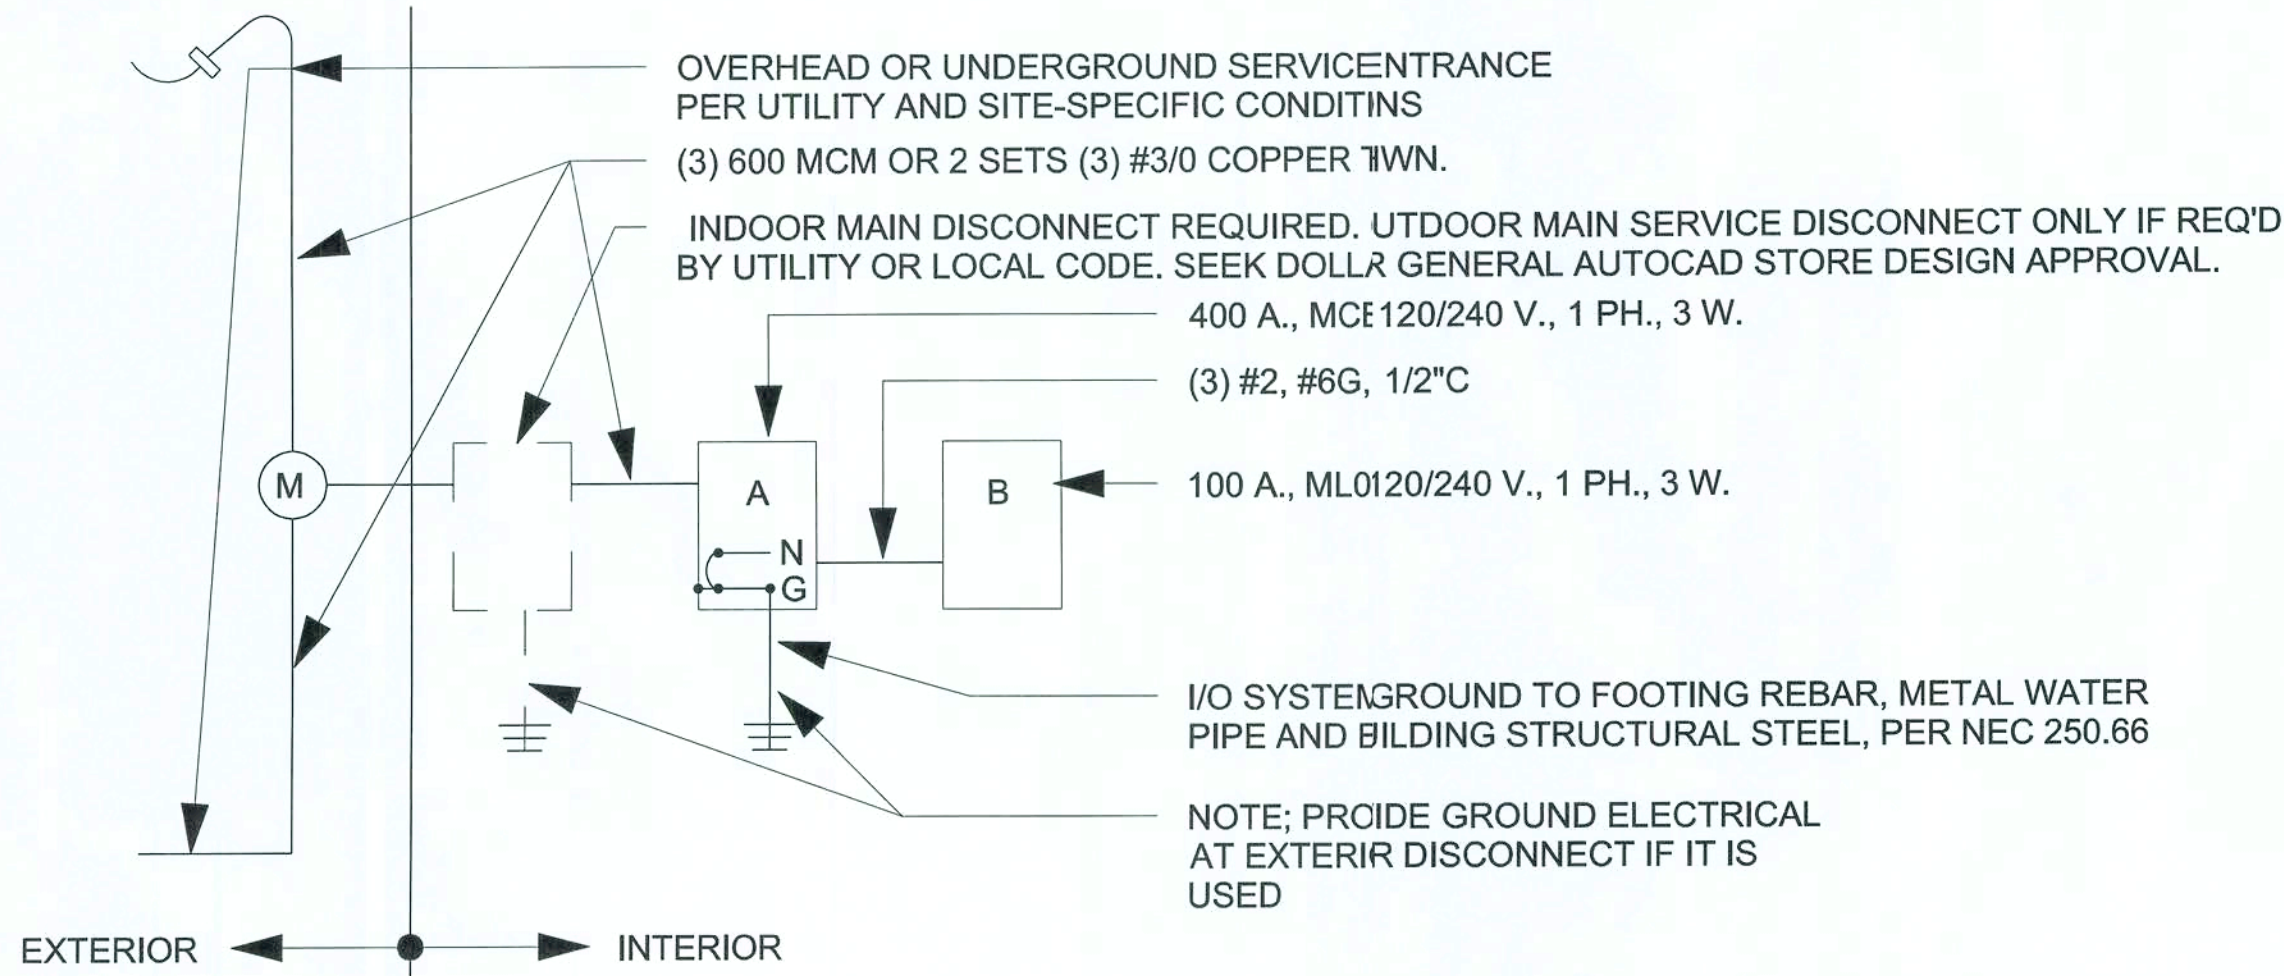 OVERHEAD OR UNDERGROUND SERVICENTRANCE
PER UTILITY AND SITE-SPECIFIC CONDITINS
(3) 600 MCM OR 2 SETS (3) #3/0 COPPER THWN.
INDOOR MAIN DISCONNECT REQUIRED. UTDOOR MAIN SERVICE DISCONNECT ONLY IF REQ'D
BY UTILITY OR LOCAL CODE. SEEK DOLLR GENERAL AUTOCAD STORE DESIGN APPROVAL.
400 A., MCB 120/240 V., 1 PH., 3 W.
(3) #2, #6G, 1/2"C
M
A
B
100 A., MLO 120/240 V., 1 PH., 3 W.
N
G
I/O SYSTEM GROUND TO FOOTING REBAR, METAL WATER
PIPE AND BILDING STRUCTURAL STEEL, PER NEC 250.66
NOTE; PROIDE GROUND ELECTRICAL
AT EXTERIR DISCONNECT IF IT IS
USED
EXTERIOR
INTERIOR